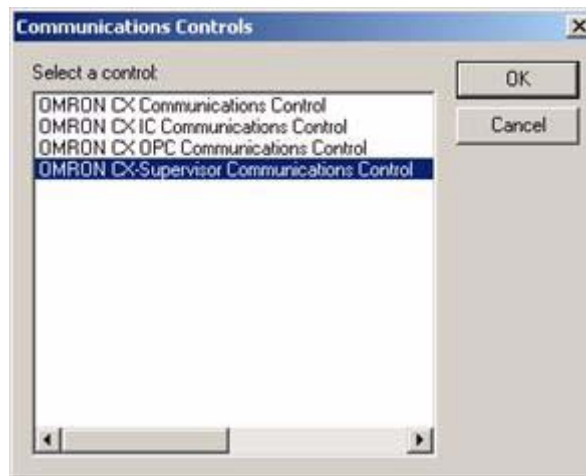 Communications Controls
Select a control:
OMRON CX Communications Control
OMRON CX IC Communications Control
OMRON CX OPC Communications Control
OMRON CX-Supervisor Communications Control
OK
Cancel